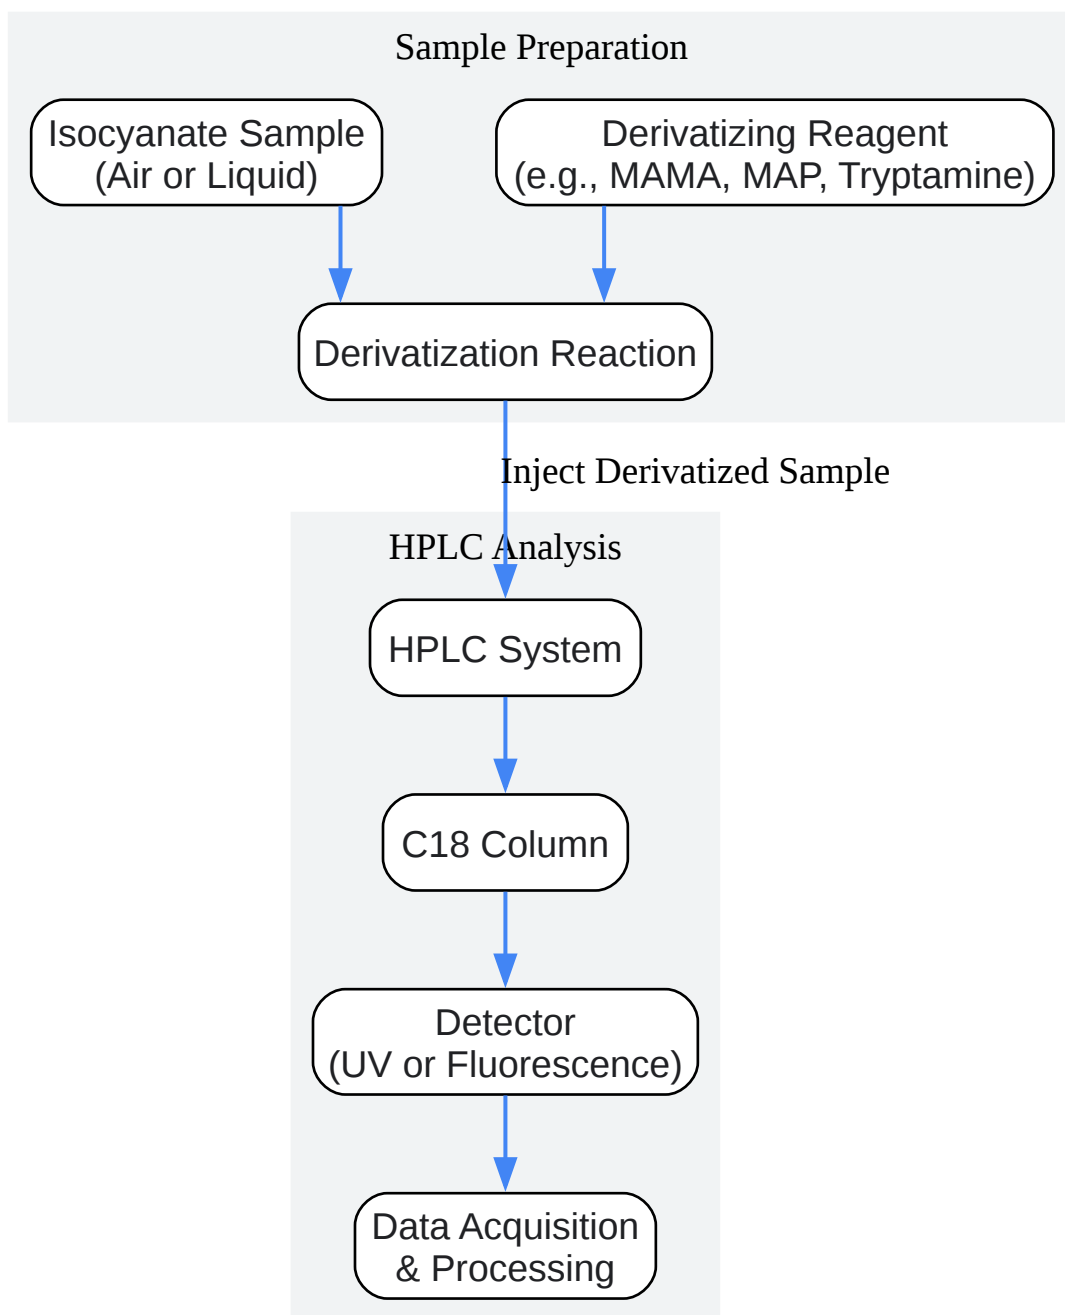 Sample Preparation
Isocyanate Sample
(Air or Liquid)
Derivatizing Reagent
(e.g., MAMA, MAP, Tryptamine)
Derivatization Reaction
Inject Derivatized Sample
HPLC Analysis
HPLC System
C18 Column
Detector
(UV or Fluorescence)
Data Acquisition
& Processing